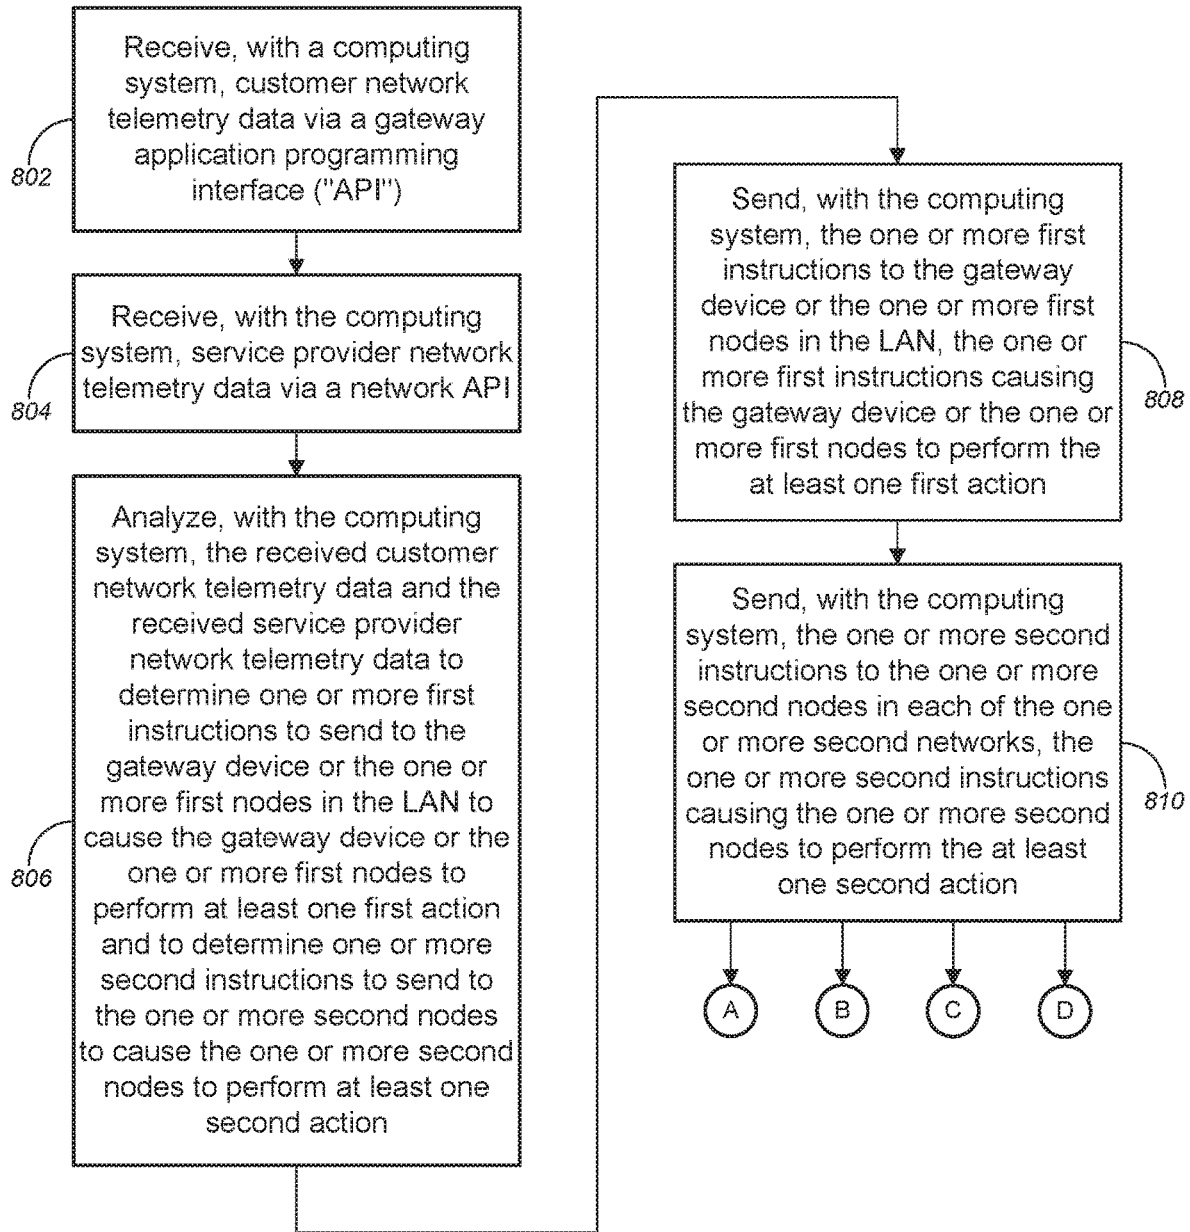 Receive, with a computing
system, customer network
telemetry data via a gateway
application programming
interface ("API")
802
Receive, with the computing
system, service provider network
telemetry data via a network API
804
Analyze, with the computing
system, the received customer
network telemetry data and the
received service provider
network telemetry data to
determine one or more first
instructions to send to the
gateway device or the one or
more first nodes in the LAN to
cause the gateway device or the
one or more first nodes to
perform at least one first action
and to determine one or more
second instructions to send to
the one or more second nodes
to cause the one or more second
nodes to perform at least one
second action
806
Send, with the computing
system, the one or more first
instructions to the gateway
device or the one or more first
nodes in the LAN, the one or
more first instructions causing
the gateway device or the one or
more first nodes to perform the
at least one first action
808
Send, with the computing
system, the one or more second
instructions to the one or more
second nodes in each of the one
or more second networks, the
one or more second instructions
causing the one or more second
nodes to perform the at least
one second action
810
A
B
C
D